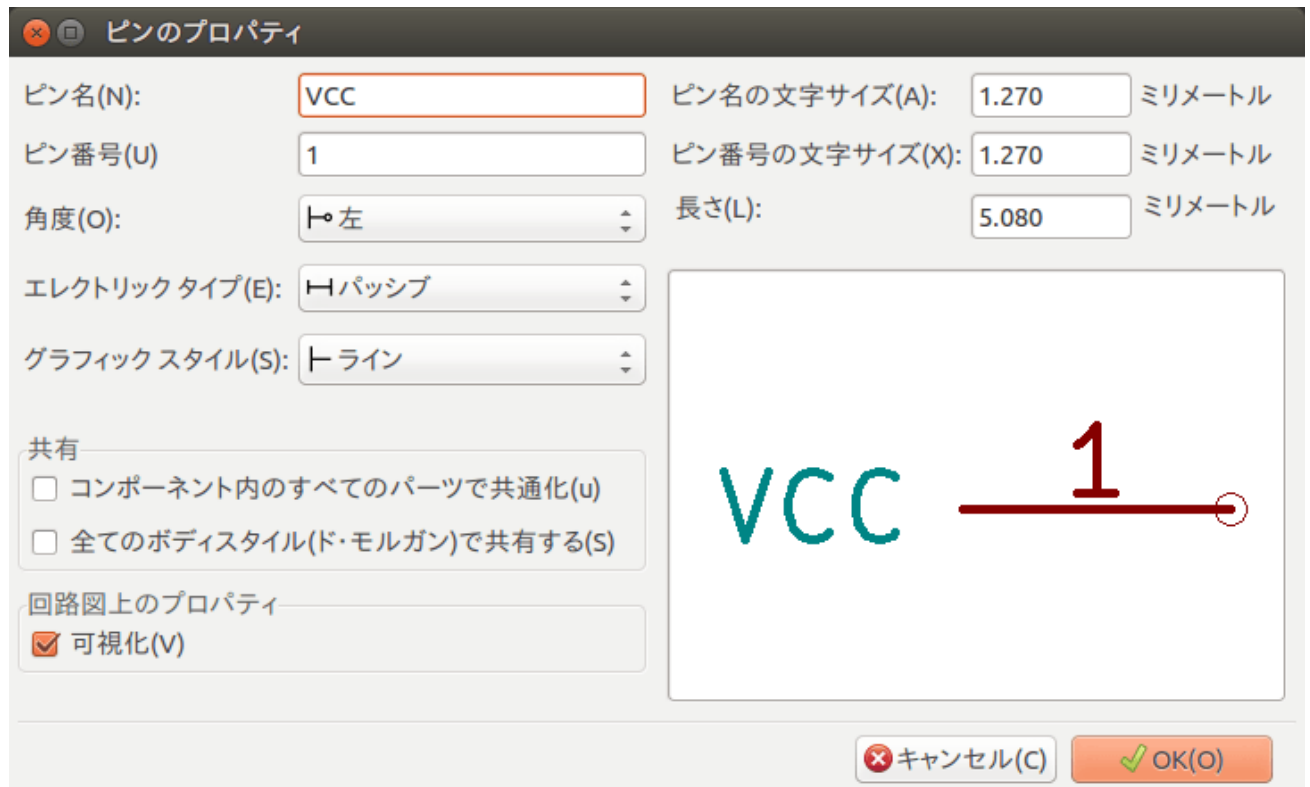 ピンのプロパティ
ピン名(N): VCC
ピン番号(U) 1
角度(O): 左
エレクトリック タイプ(E): パッシブ
グラフィック スタイル(S): ライン
共有
コンポーネント内のすべてのパーツで共通化(u)
全てのボディスタイル(ド・モルガン)で共有する(S)
回路図上のプロパティ
可視化(V)
ピン名の文字サイズ(A): 1.270 ミリメートル
ピン番号の文字サイズ(X): 1.270 ミリメートル
長さ(L): 5.080 ミリメートル
VCC 1
キャンセル(C) OK(O)